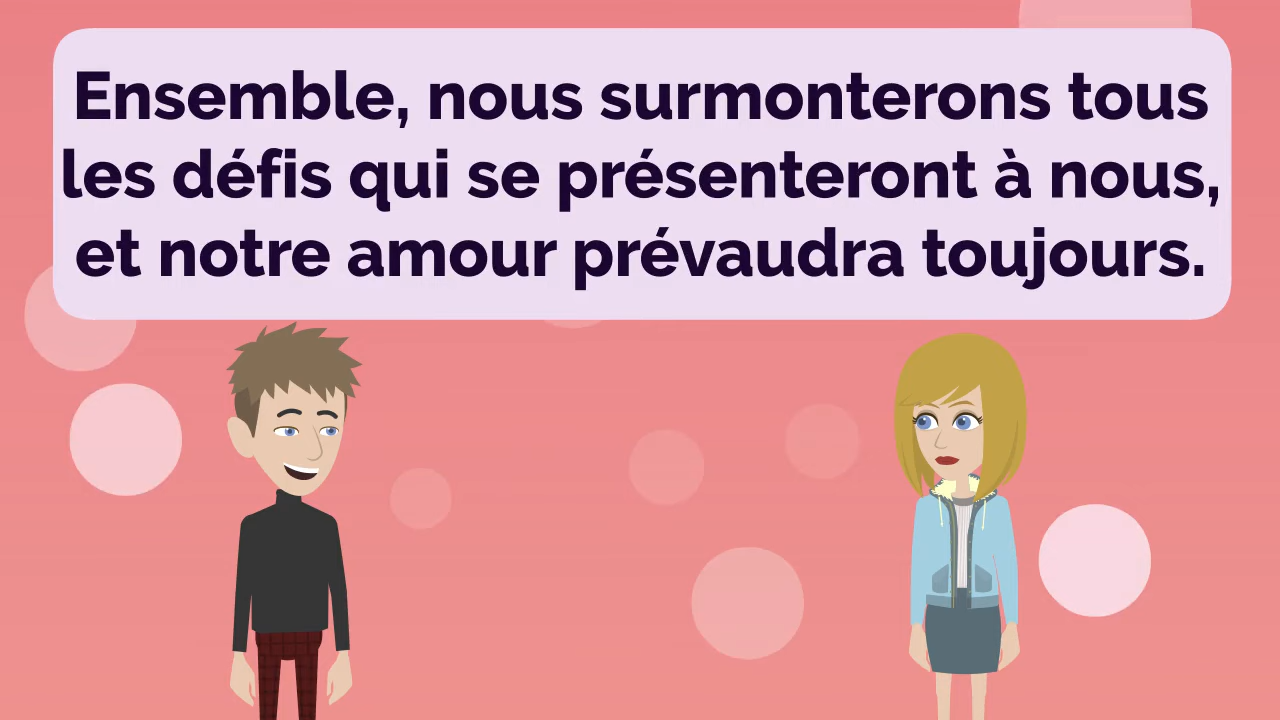 Ensemble, nous surmonterons tous
les défis qui se présenteront à nous,
et notre amour prévaudra toujours.